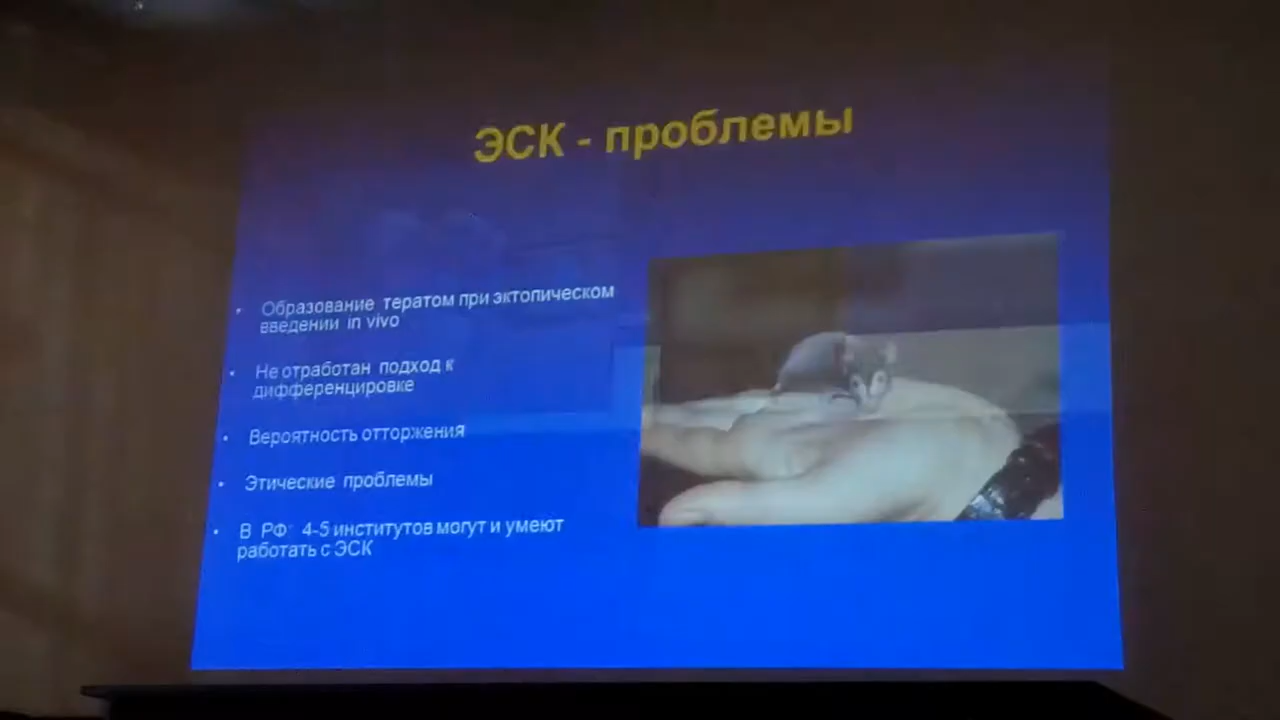 ЭСК - проблемы
• Образование тератом при эктопическом
введении in vivo
• Не отработан подход к
дифференцировке
• Вероятность отторжения
• Этические проблемы
• В РФ: 4-5 институтов могут и умеют
работать с ЭСК